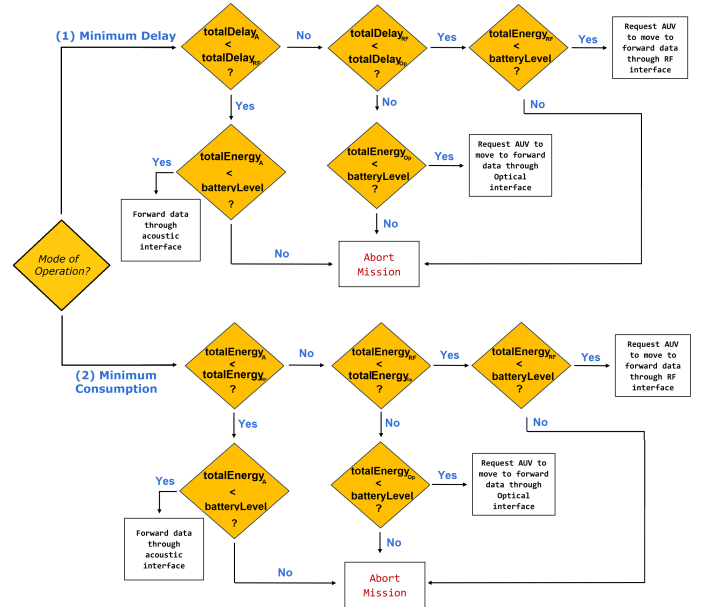 (1) Minimum Delay
totalDelayA
<
totalDelayRF
?
No
totalDelayRF
<
totalDelayOp
?
Yes
totalEnergyRF
<
batteryLevel
?
Yes
Request AUV to
move to
forward data
through RF
interface
Yes
No
No
totalEnergyA
<
batteryLevel
?
Yes
Forward data
through
acoustic
interface
totalEnergyOp
<
batteryLevel
?
Yes
Request AUV to
move to forward
data through
Optical
interface
No
No
Abort
Mission
Mode of
Operation?
(2) Minimum
Consumption
totalEnergyA
<
totalEnergyRF
?
No
totalEnergyRF
<
totalEnergyOp
?
Yes
totalEnergyRF
<
batteryLevel
?
Yes
Request AUV to
move to
forward data
through RF
interface
Yes
No
No
totalEnergyA
<
batteryLevel
?
Yes
Forward data
through
acoustic
interface
totalEnergyOp
<
batteryLevel
?
Yes
Request AUV to
move to forward
data through
Optical
interface
No
No
Abort
Mission